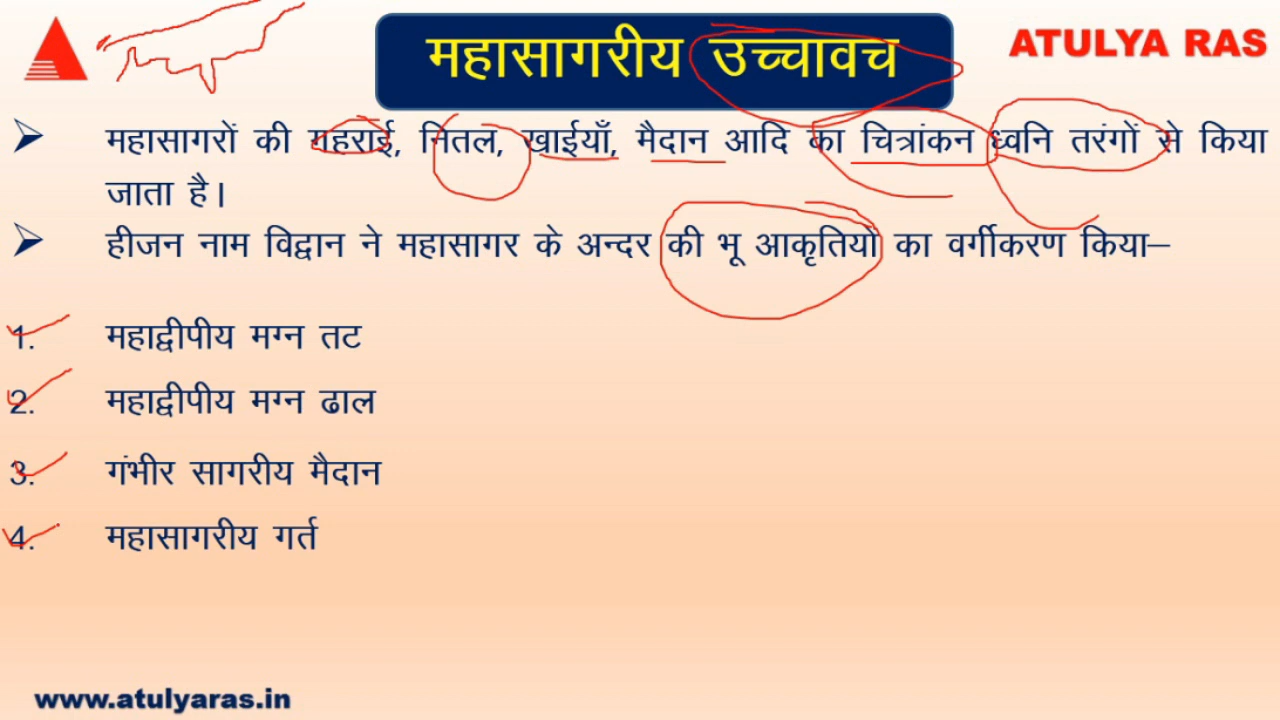 महासागरीय उच्चावच
ATULYA RAS
महासागरों की गहराई, नितल, खाईयाँ, मैदान आदि का चित्रांकन ध्वनि तरंगों से किया
जाता है।
हीजन नाम विद्वान ने महासागर के अन्दर की भू आकृतियों का वर्गीकरण किया–
1. महाद्वीपीय मग्न तट
2. महाद्वीपीय मग्न ढाल
3. गंभीर सागरीय मैदान
4. महासागरीय गर्त
www.atulyaras.in